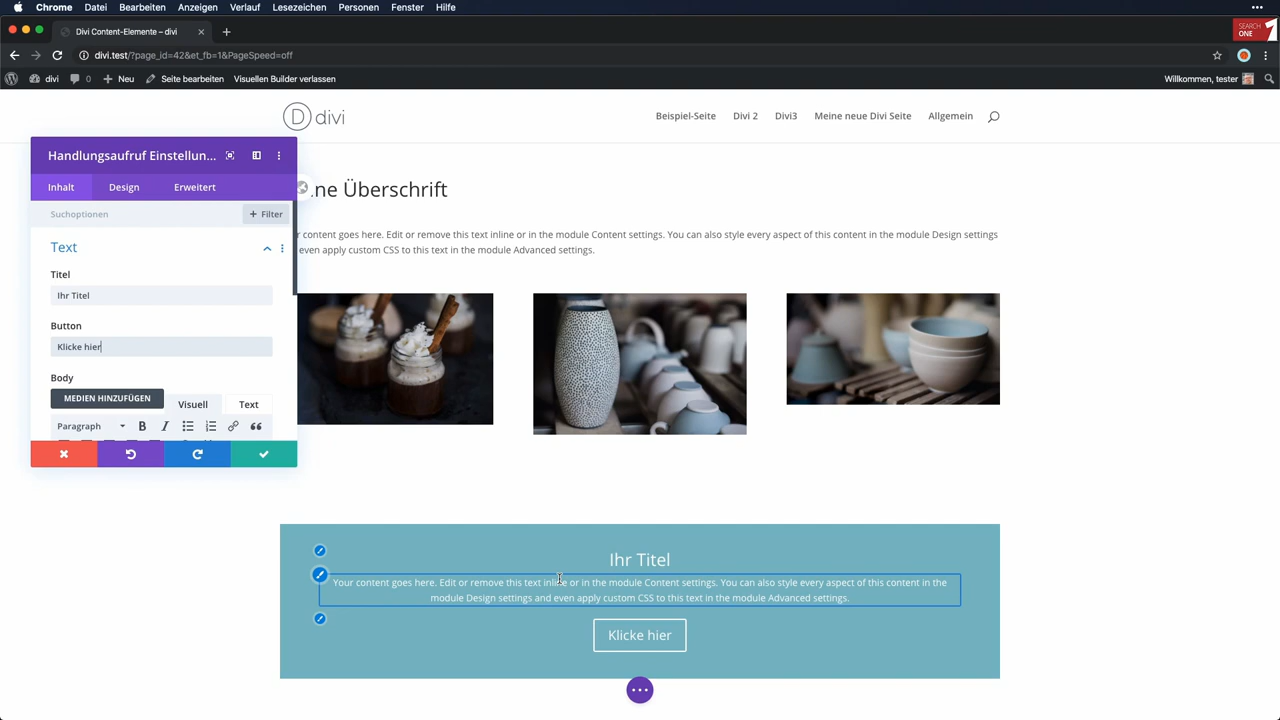 Chrome Datei Bearbeiten Anzeigen Verlauf Lesezeichen Personen Fenster Hilfe
Divi Content-Elemente – divi
SEARCH
ONE 1
divi.test/?page_id=42&et_fb=1&PageSpeed=off
divi 0 Neu Seite bearbeiten Visuellen Builder verlassen Willkommen, tester
D divi Beispiel-Seite Divi 2 Divi3 Meine neue Divi Seite Allgemein
Handlungsaufruf Einstellun...
Inhalt Design Erweitert
Suchoptionen + Filter
Text
Titel
Ihr Titel
Button
Klicke hier
Body
MEDIEN HINZUFÜGEN Visuell Text
Paragraph B I
ne Überschrift
r content goes here. Edit or remove this text inline or in the module Content settings. You can also style every aspect of this content in the module Design settings
even apply custom CSS to this text in the module Advanced settings.
Ihr Titel
Your content goes here. Edit or remove this text inline or in the module Content settings. You can also style every aspect of this content in the
module Design settings and even apply custom CSS to this text in the module Advanced settings.
Klicke hier